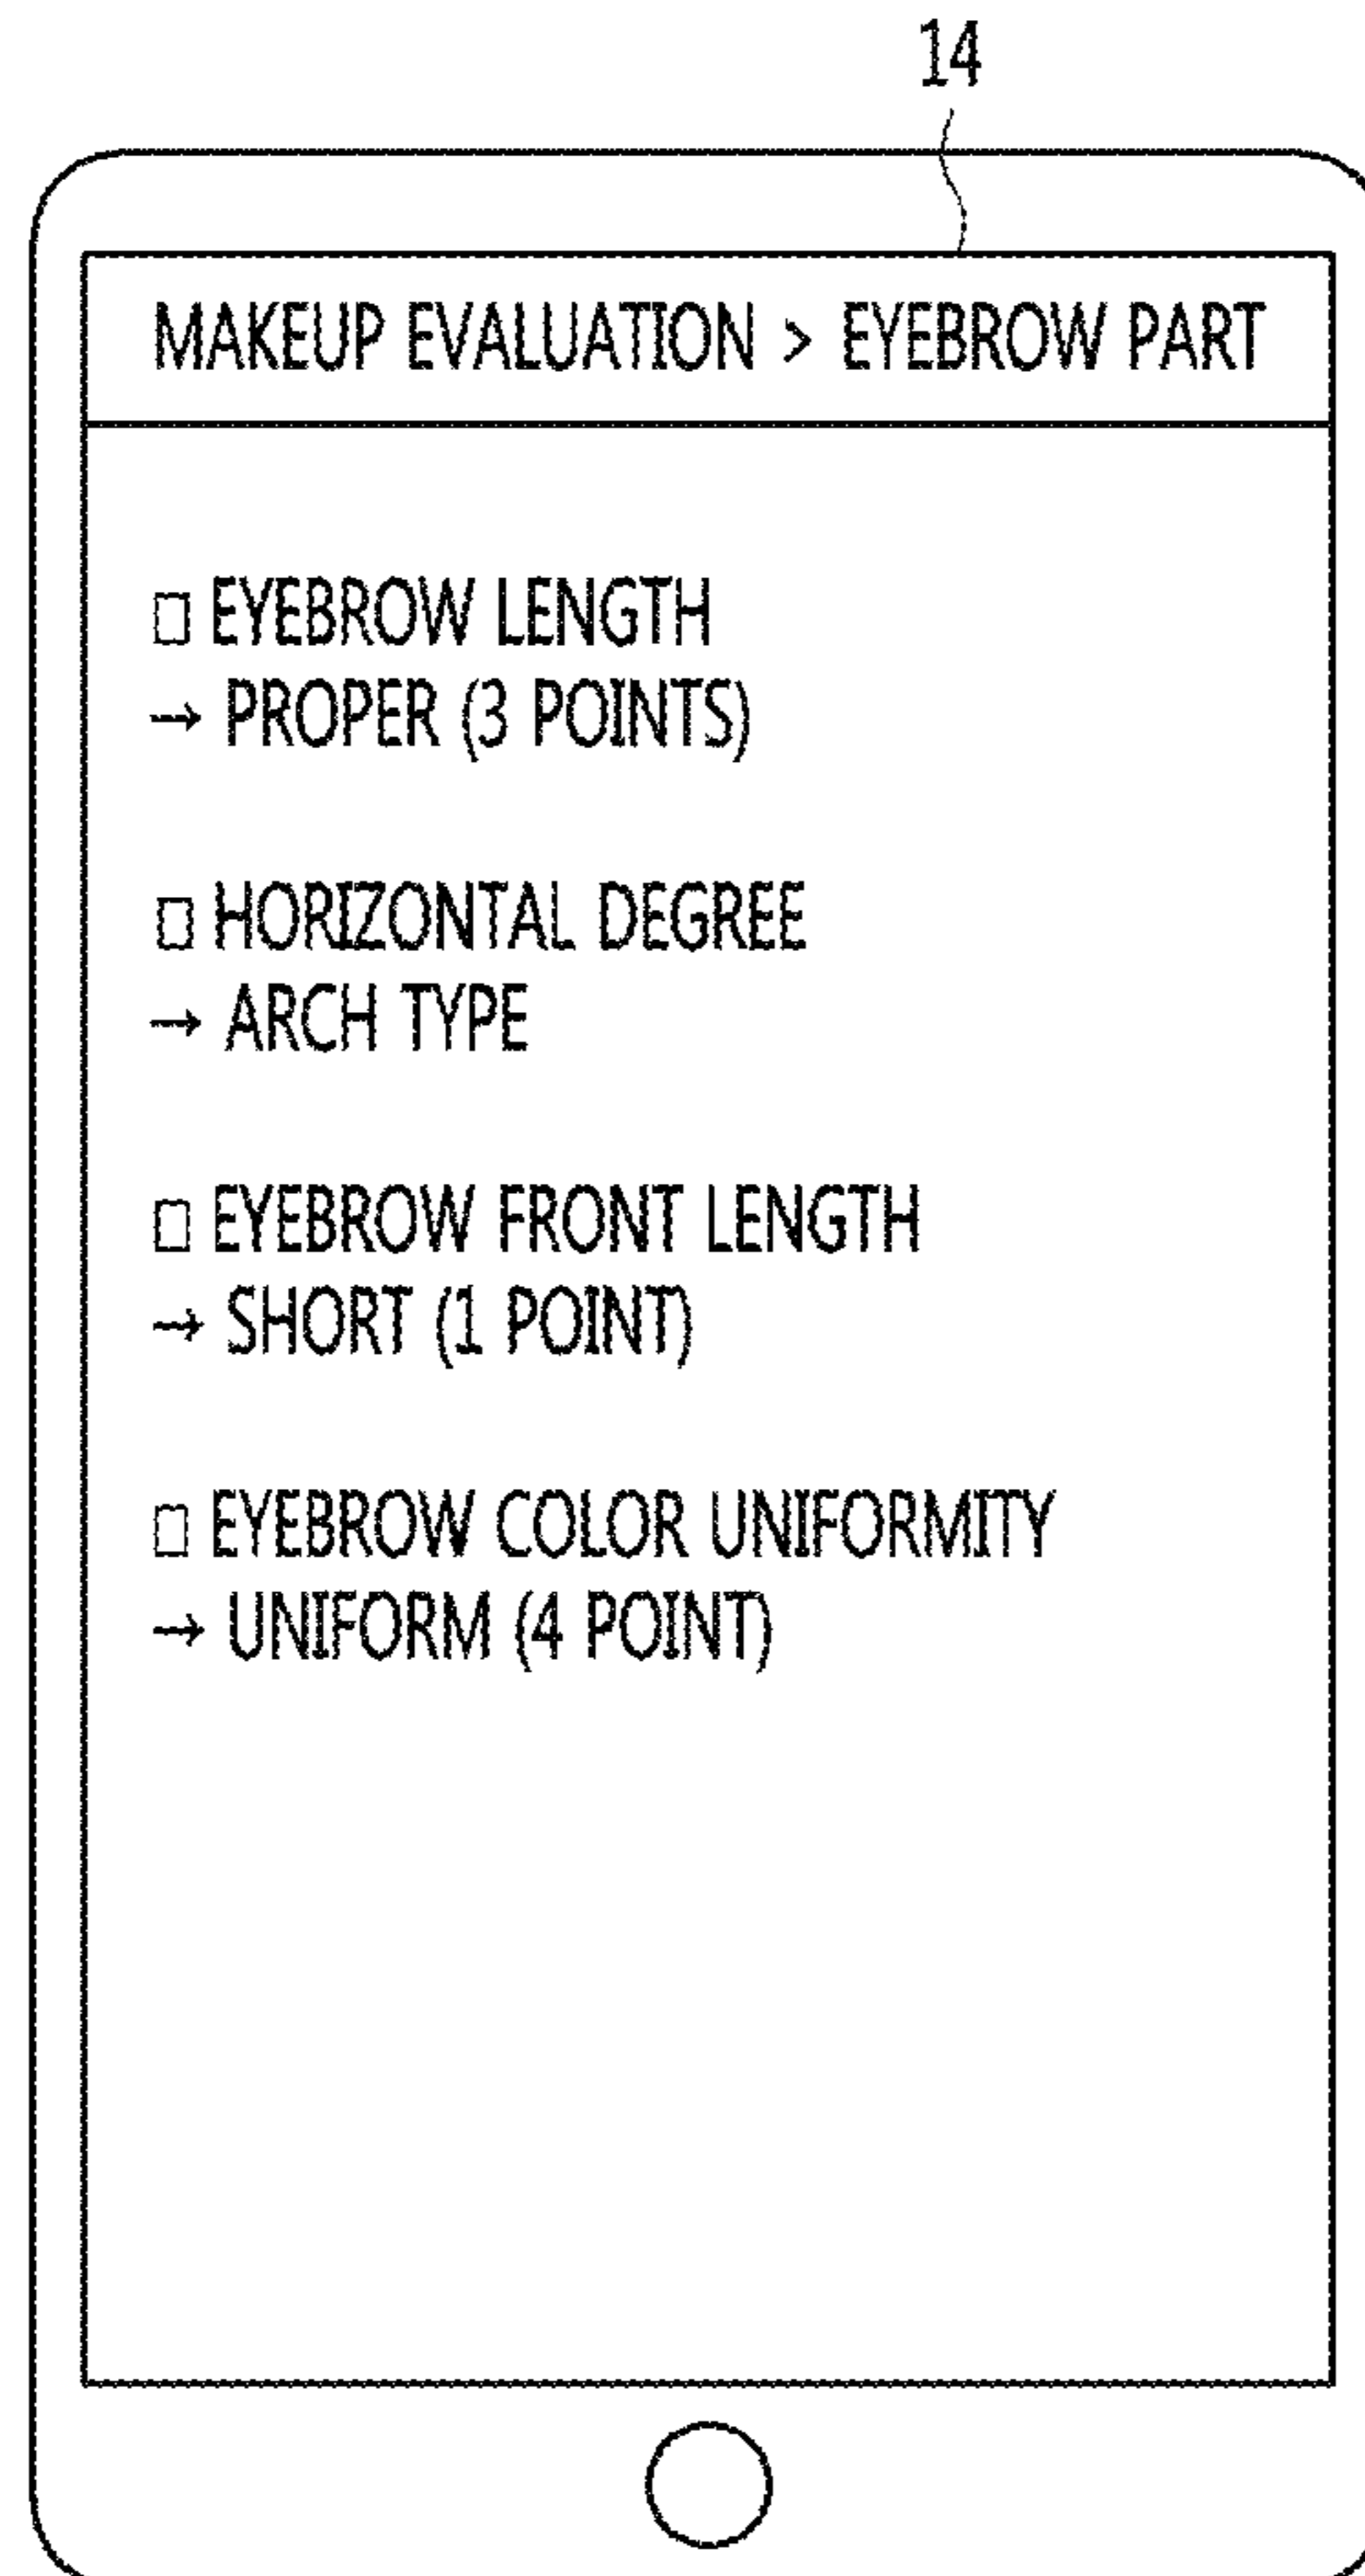 14
MAKEUP EVALUATION > EYEBROW PART
□ EYEBROW LENGTH
→ PROPER (3 POINTS)
□ HORIZONTAL DEGREE
→ ARCH TYPE
□ EYEBROW FRONT LENGTH
→ SHORT (1 POINT)
□ EYEBROW COLOR UNIFORMITY
→ UNIFORM (4 POINT)